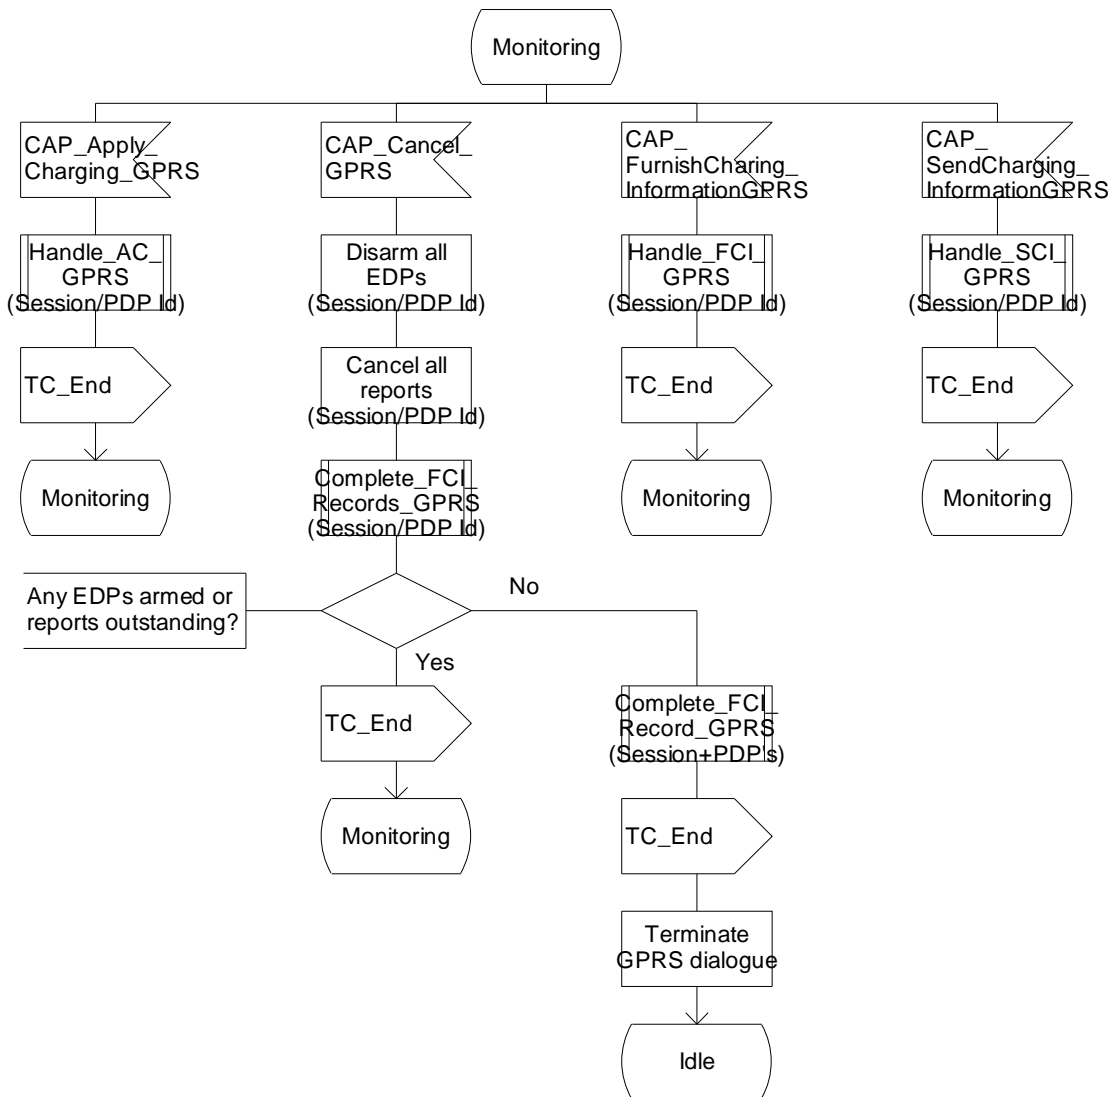 Monitoring
CAP_Apply_
Charging_GPRS
CAP_Cancel_
GPRS
CAP_
FurnishCharing_
InformationGPRS
CAP_
SendCharging_
InformationGPRS
Handle_AC_
GPRS
(Session/PDP Id)
Disarm all
EDPs
(Session/PDP Id)
Handle_FCI_
GPRS
(Session/PDP Id)
Handle_SCI_
GPRS
(Session/PDP Id)
TC_End
Cancel all
reports
(Session/PDP Id)
TC_End
TC_End
Monitoring
Complete_FCI_
Records_GPRS
(Session/PDP Id)
Monitoring
Monitoring
Any EDPs armed or
reports outstanding?
No
Yes
TC_End
Complete_FCI_
Record_GPRS
(Session+PDP's)
Monitoring
TC_End
Terminate
GPRS dialogue
Idle